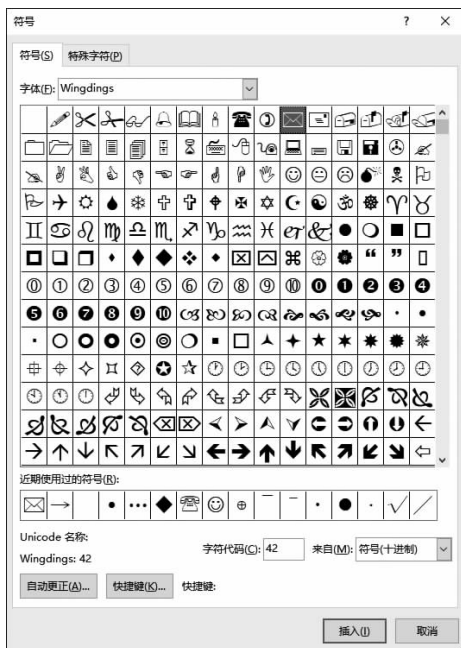 符号
符号(S) 特殊字符(P)
字体(F): Wingdings
近期使用过的符号(R):
Unicode 名称:
Wingdings: 42
字符代码(C): 42 来自(M): 符号(十进制)
自动更正(A)... 快捷键(K)... 快捷键:
插入(I) 取消